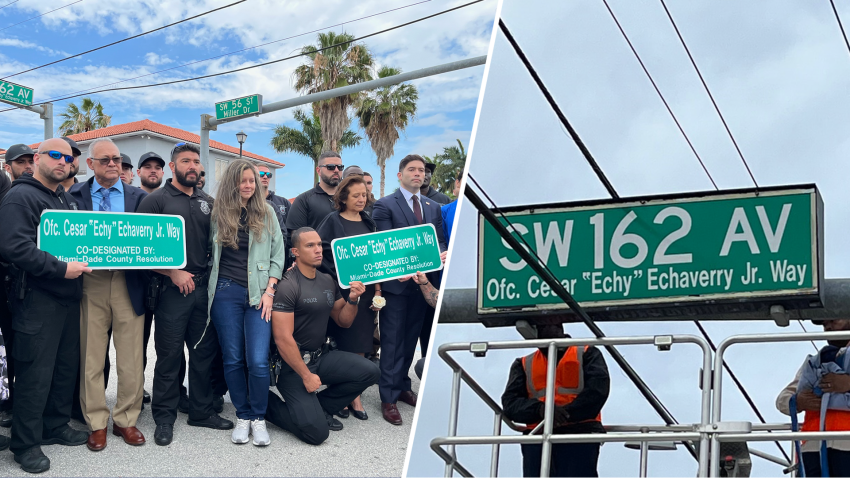 62 AV
SW 56 ST
Miller Dr
Ofc. Cesar "Echy" Echaverry Jr. Way
CO-DESIGNATED BY:
Miami-Dade County Resolution
Ofc. Cesar "Echy" Echaverry Jr. Way
CO-DESIGNATED BY:
Miami-Dade County Resolution
POLICE
SW 162 AV
Ofc. Cesar "Echy" Echaverry Jr. Way